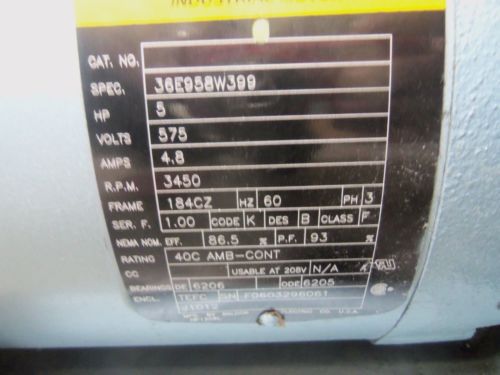 CAT. NO.
SPEC. 36E958W399
HP 5
VOLTS 575
AMPS 4.8
R.P.M. 3450
FRAME 184CZ HZ 60 PH 3
SER. F. 1.00 CODE K DES B CLASS F
NEMA NOM. EFF. 86.5 % P.F. 93 %
RATING 40C AMB-CONT
CC USABLE AT 208V N/A
BEARINGS DE 6206 ODE 6205
ENCL. TEFC SN F0603296061
ELECTRIC CO. U.S.A.